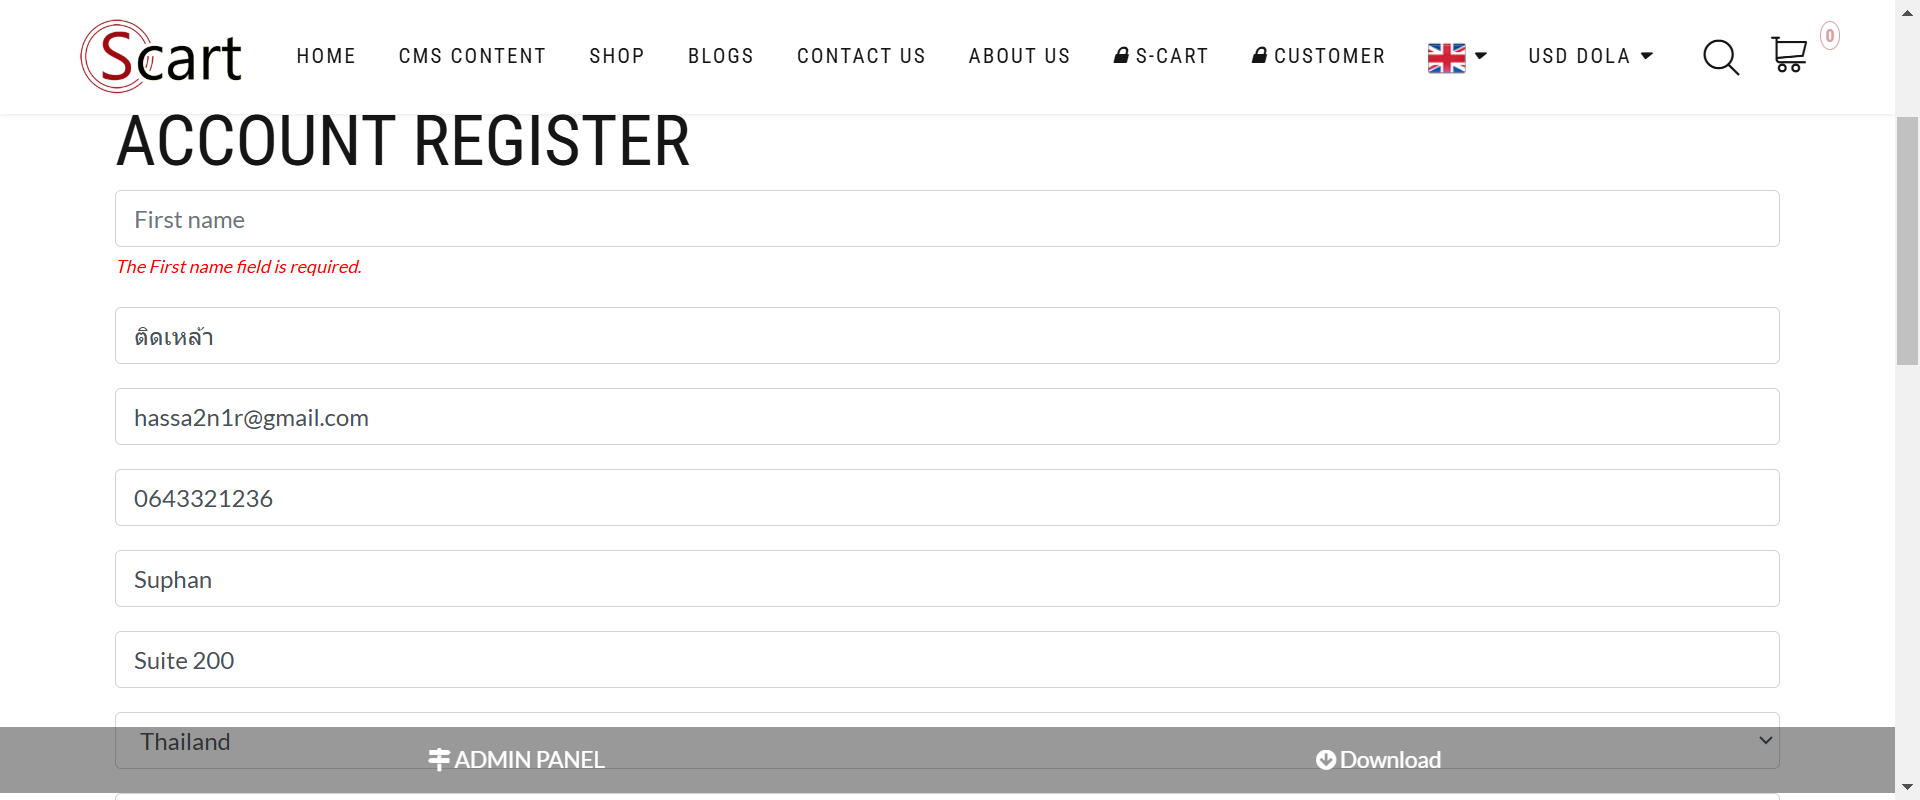 Scart HOME CMS CONTENT SHOP BLOGS CONTACT US ABOUT US S-CART CUSTOMER USD DOLA 0
ACCOUNT REGISTER
First name
The First name field is required.
ติดเหล้า
hassa2n1r@gmail.com
0643321236
Suphan
Suite 200
Thailand
ADMIN PANEL Download